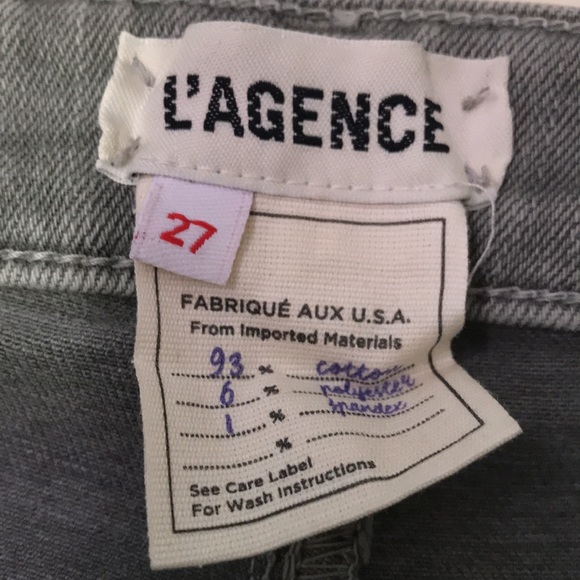 L'AGENCE
27
FABRIQUÉ AUX U.S.A.
From Imported Materials
93 % cotton
6 % polyester
1 % spandex
%
See Care Label
For Wash Instructions